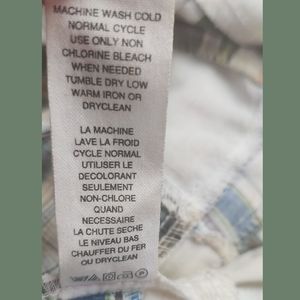 MACHINE WASH COLD
NORMAL CYCLE
USE ONLY NON
CHLORINE BLEACH
WHEN NEEDED
TUMBLE DRY LOW
WARM IRON OR
DRYCLEAN
LA MACHINE
LAVE LA FROID
CYCLE NORMAL
UTILISER LE
DECOLORANT
SEULEMENT
NON-CHLORE
QUAND
NECESSAIRE
LA CHUTE SECHE
LE NIVEAU BAS
CHAUFFER DU FER
OU DRYCLEAN